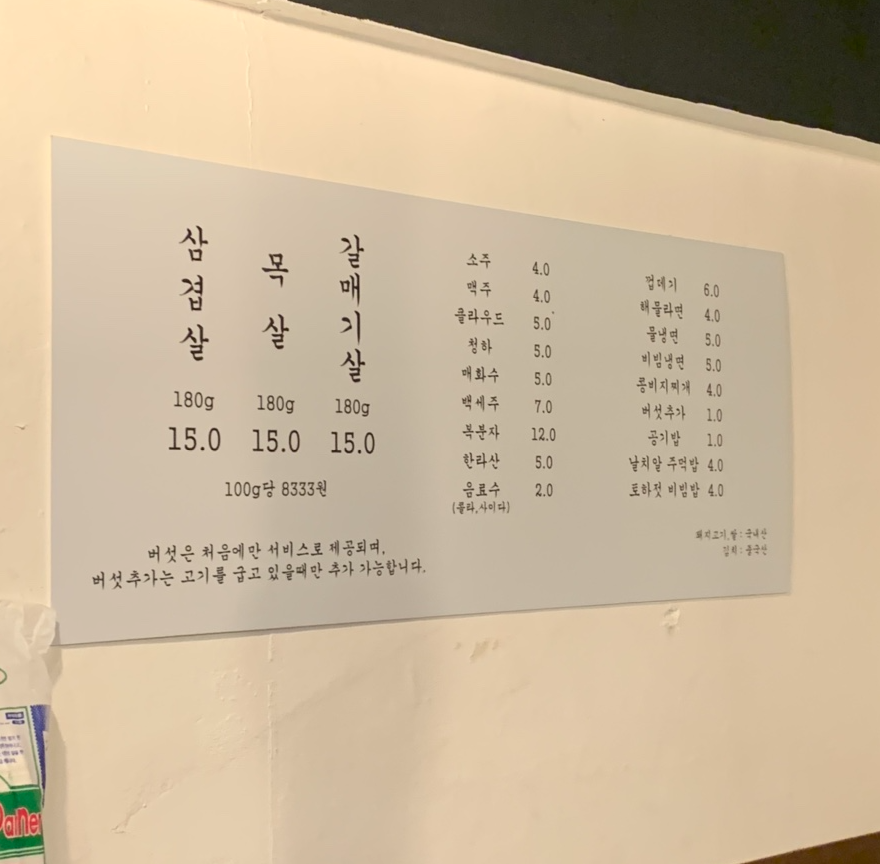 삼겹살 목살 갈매기살
180g 180g 180g
15.0 15.0 15.0
100g당 8333원
버섯은 처음에만 서비스로 제공되며,
버섯추가는 고기를 굽고 있을때만 추가 가능합니다.
소주 4.0
맥주 4.0
클라우드 5.0
청하 5.0
매화수 5.0
백세주 7.0
복분자 12.0
한라산 5.0
음료수 2.0
(콜라,사이다)
껍데기 6.0
해물라면 4.0
물냉면 5.0
비빔냉면 5.0
콩비지찌개 4.0
버섯추가 1.0
공기밥 1.0
날치알 주먹밥 4.0
토하젓 비빔밥 4.0
돼지고기,쌀 : 국내산
김치 : 중국산